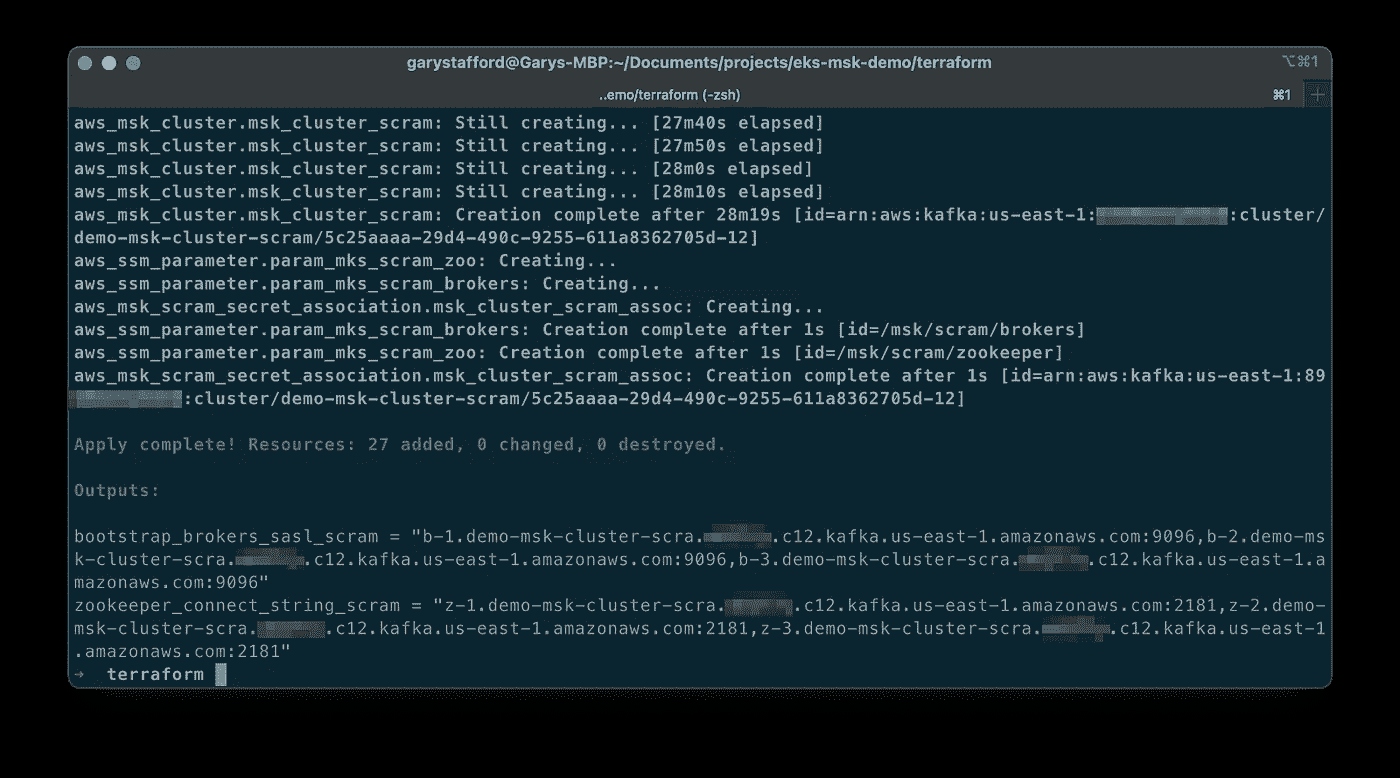 garystafford@Garys-MBP:~/Documents/projects/eks-msk-demo/terraform
⌥⌘1
..emo/terraform (-zsh)
⌘1
+
aws_msk_cluster.msk_cluster_scram: Still creating... [27m40s elapsed]
aws_msk_cluster.msk_cluster_scram: Still creating... [27m50s elapsed]
aws_msk_cluster.msk_cluster_scram: Still creating... [28m0s elapsed]
aws_msk_cluster.msk_cluster_scram: Still creating... [28m10s elapsed]
aws_msk_cluster.msk_cluster_scram: Creation complete after 28m19s [id=arn:aws:kafka:us-east-1: :cluster/
demo-msk-cluster-scram/5c25aaaa-29d4-490c-9255-611a8362705d-12]
aws_ssm_parameter.param_mks_scram_zoo: Creating...
aws_ssm_parameter.param_mks_scram_brokers: Creating...
aws_msk_scram_secret_association.msk_cluster_scram_assoc: Creating...
aws_ssm_parameter.param_mks_scram_brokers: Creation complete after 1s [id=/msk/scram/brokers]
aws_ssm_parameter.param_mks_scram_zoo: Creation complete after 1s [id=/msk/scram/zookeeper]
aws_msk_scram_secret_association.msk_cluster_scram_assoc: Creation complete after 1s [id=arn:aws:kafka:us-east-1:89
:cluster/demo-msk-cluster-scram/5c25aaaa-29d4-490c-9255-611a8362705d-12]
Apply complete! Resources: 27 added, 0 changed, 0 destroyed.
Outputs:
bootstrap_brokers_sasl_scram = "b-1.demo-msk-cluster-scra. .c12.kafka.us-east-1.amazonaws.com:9096,b-2.demo-ms
k-cluster-scra. .c12.kafka.us-east-1.amazonaws.com:9096,b-3.demo-msk-cluster-scra. .c12.kafka.us-east-1.a
mazonaws.com:9096"
zookeeper_connect_string_scram = "z-1.demo-msk-cluster-scra. .c12.kafka.us-east-1.amazonaws.com:2181,z-2.demo-
msk-cluster-scra. .c12.kafka.us-east-1.amazonaws.com:2181,z-3.demo-msk-cluster-scra. .c12.kafka.us-east-1
.amazonaws.com:2181"
➜ terraform